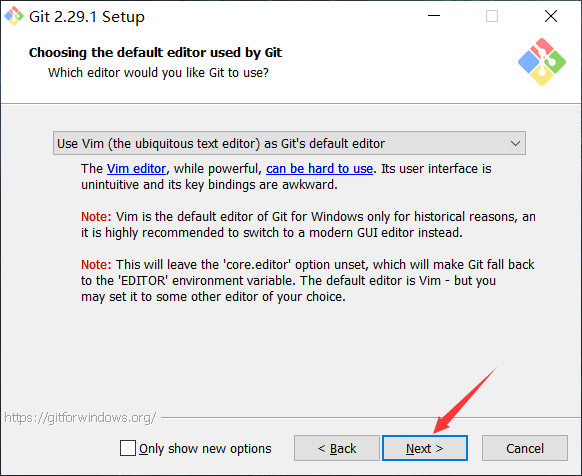 Git 2.29.1 Setup
Choosing the default editor used by Git
Which editor would you like Git to use?
Use Vim (the ubiquitous text editor) as Git's default editor
The Vim editor, while powerful, can be hard to use. Its user interface is
unintuitive and its key bindings are awkward.
Note: Vim is the default editor of Git for Windows only for historical reasons, an
it is highly recommended to switch to a modern GUI editor instead.
Note: This will leave the 'core.editor' option unset, which will make Git fall back
to the 'EDITOR' environment variable. The default editor is Vim - but you
may set it to some other editor of your choice.
https://gitforwindows.org/
Only show new options
< Back
Next >
Cancel